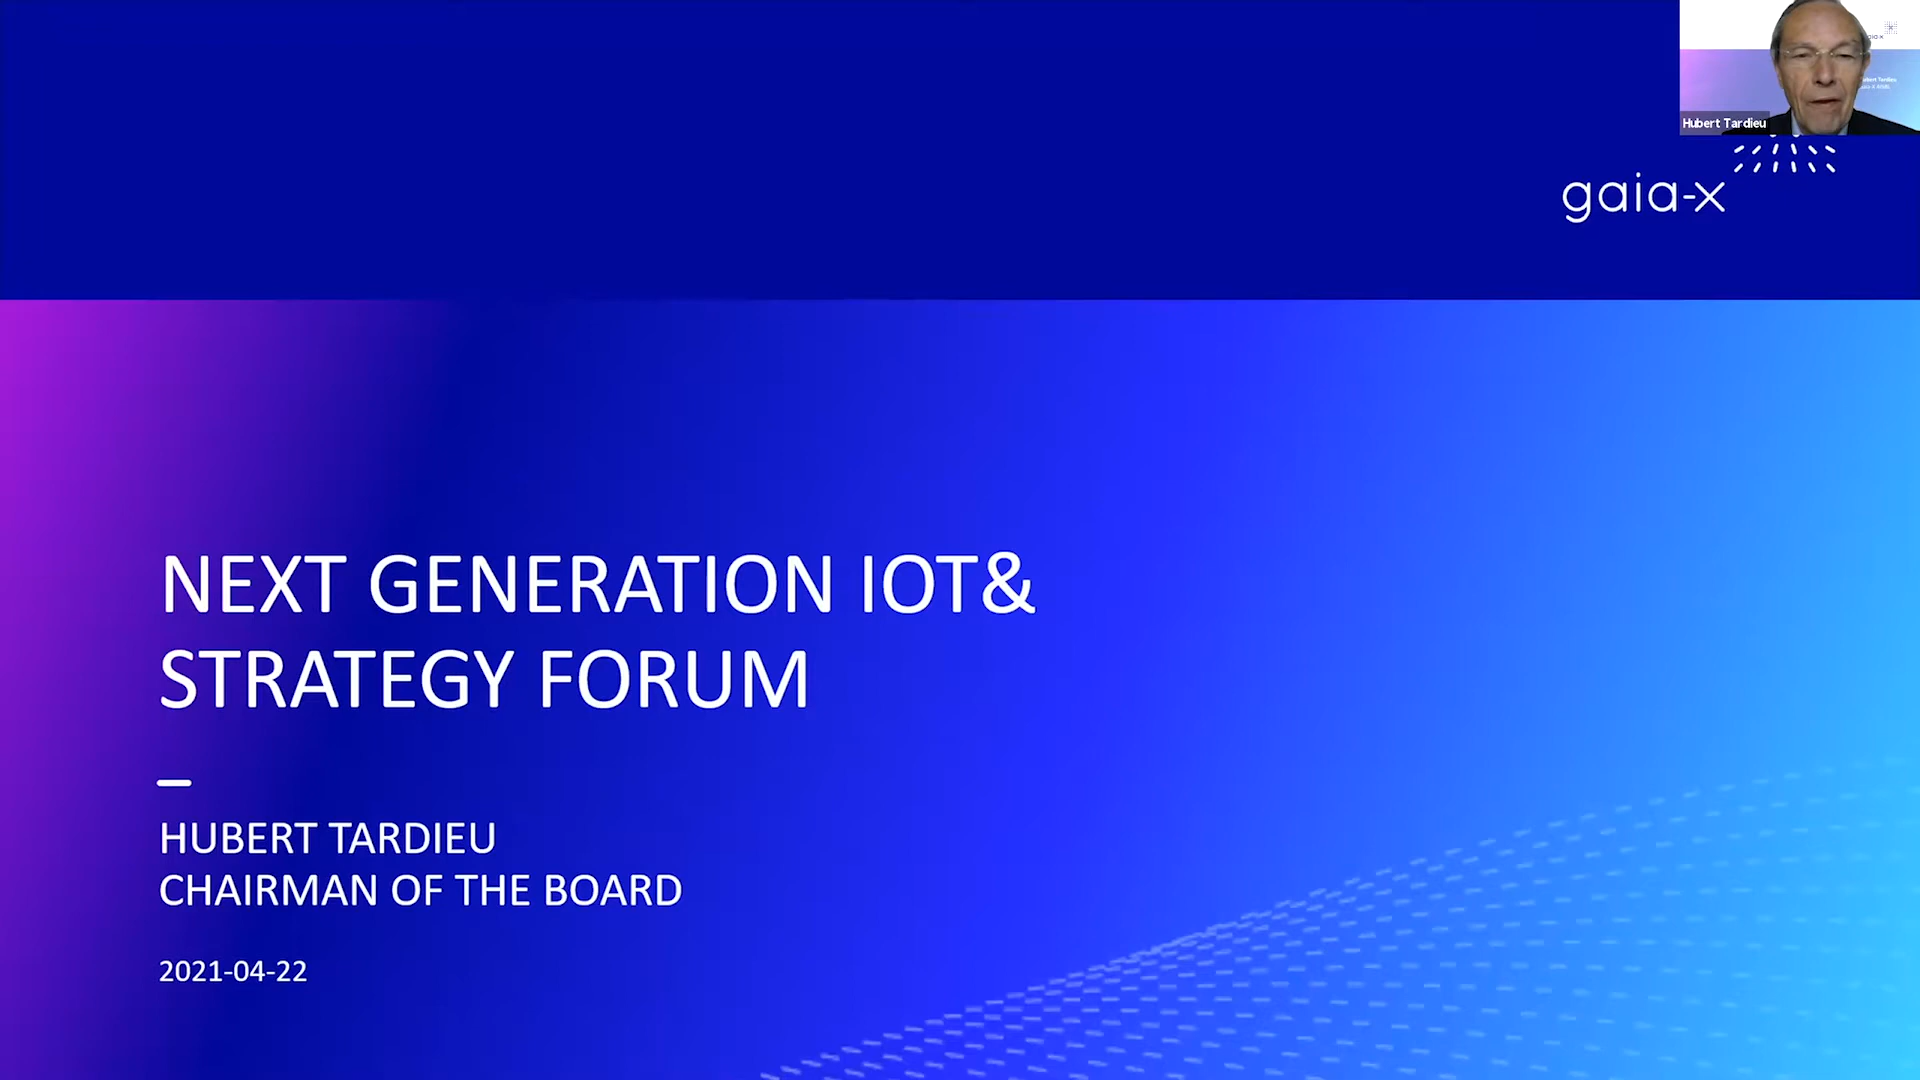 Hubert Tardieu
gaia-x
NEXT GENERATION IOT&
STRATEGY FORUM
HUBERT TARDIEU
CHAIRMAN OF THE BOARD
2021-04-22